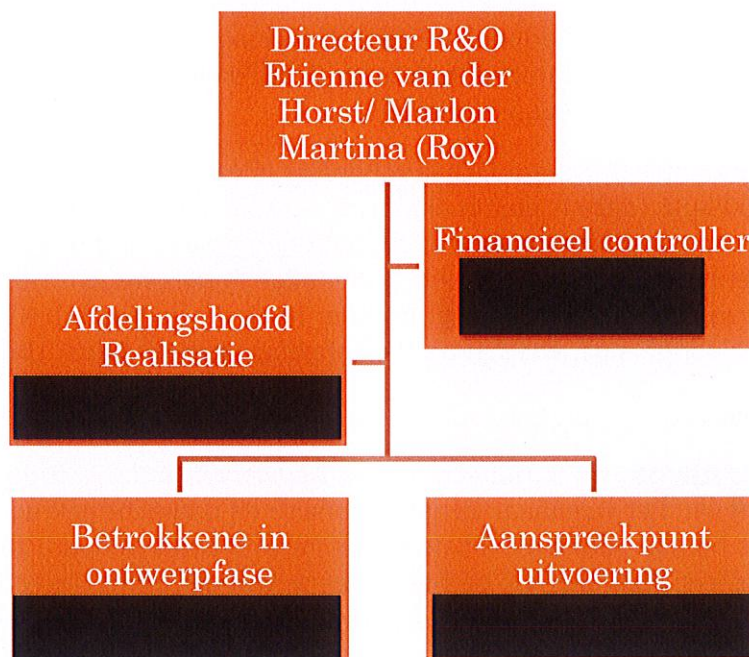 Directeur R&O
Etienne van der
Horst/ Marlon
Martina (Roy)
Financieel controller
Afdelingshoofd
Realisatie
Betrokkene in
ontwerpfase
Aanspreekpunt
uitvoering